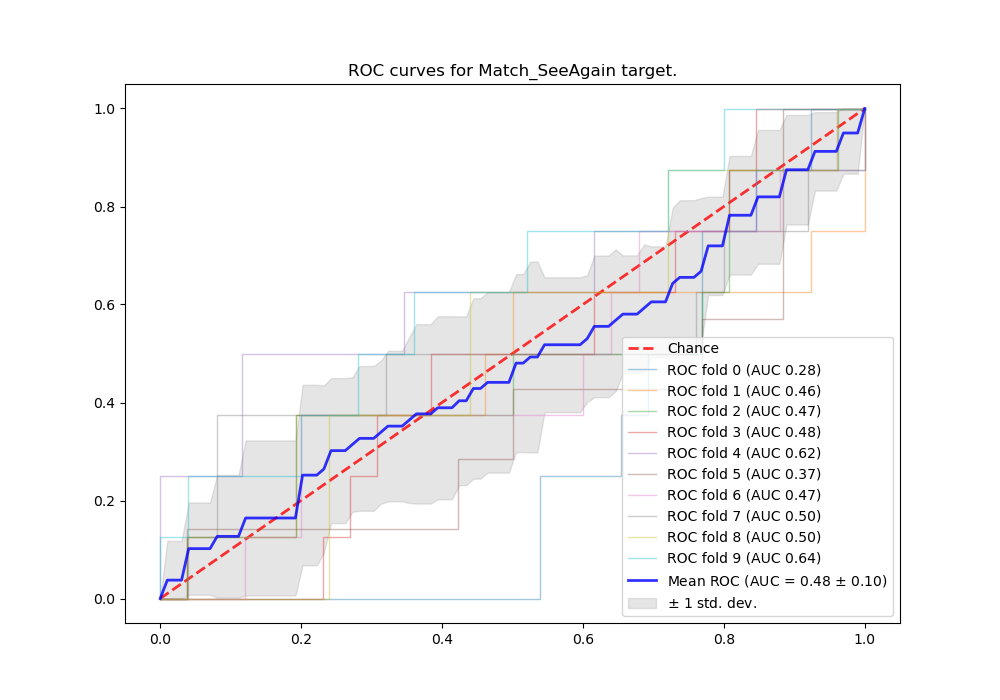 ROC curves for Match_SeeAgain target.
1.0
0.8
0.6
0.4
0.2
0.0
Chance
ROC fold 0 (AUC 0.28)
ROC fold 1 (AUC 0.46)
ROC fold 2 (AUC 0.47)
ROC fold 3 (AUC 0.48)
ROC fold 4 (AUC 0.62)
ROC fold 5 (AUC 0.37)
ROC fold 6 (AUC 0.47)
ROC fold 7 (AUC 0.50)
ROC fold 8 (AUC 0.50)
ROC fold 9 (AUC 0.64)
Mean ROC (AUC = 0.48 ± 0.10)
± 1 std. dev.
0.0 0.2 0.4 0.6 0.8 1.0